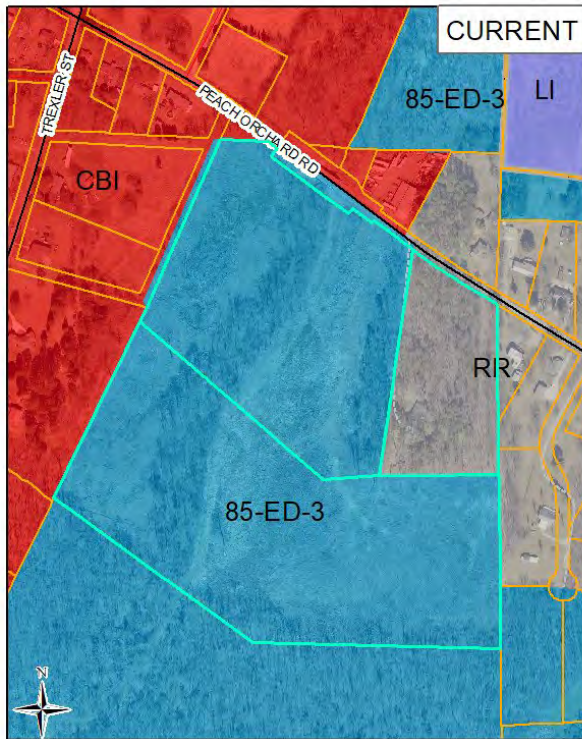 CURRENT
TREXLER ST
PEACH ORCHARD RD
85-ED-3
LI
CBI
RR
85-ED-3
N